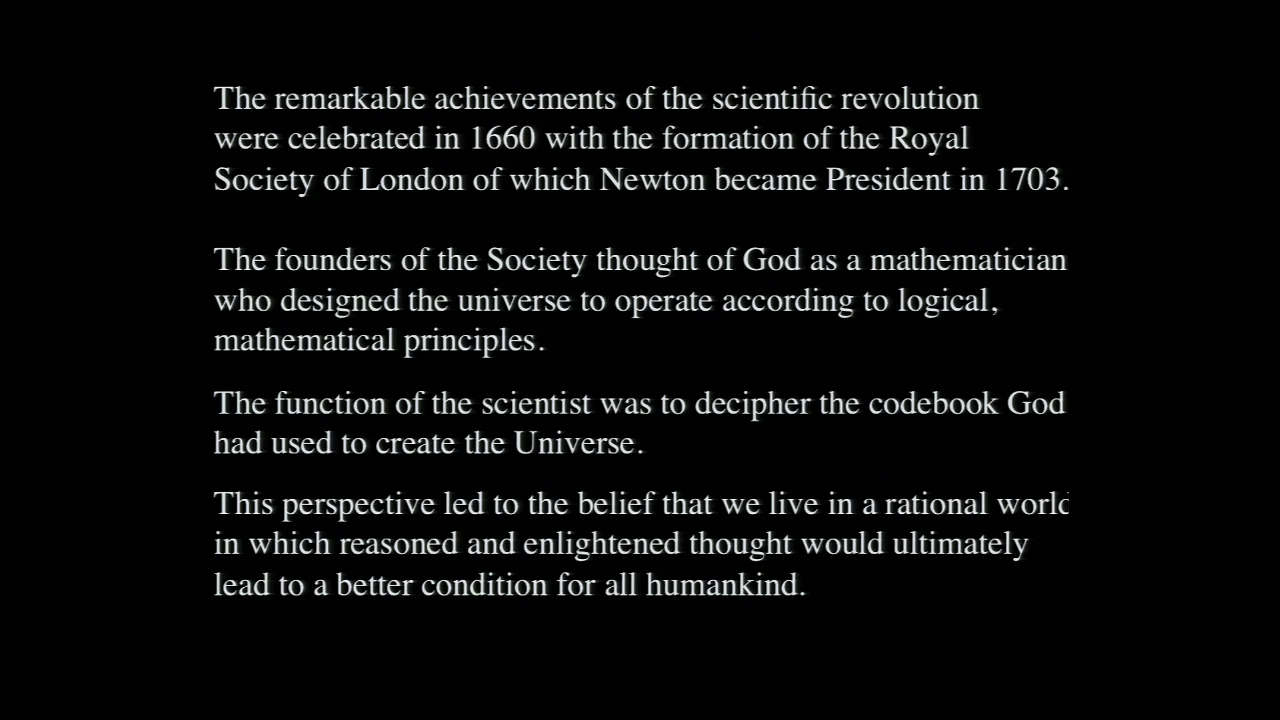 The remarkable achievements of the scientific revolution
were celebrated in 1660 with the formation of the Royal
Society of London of which Newton became President in 1703.
The founders of the Society thought of God as a mathematician
who designed the universe to operate according to logical,
mathematical principles.
The function of the scientist was to decipher the codebook God
had used to create the Universe.
This perspective led to the belief that we live in a rational world
in which reasoned and enlightened thought would ultimately
lead to a better condition for all humankind.